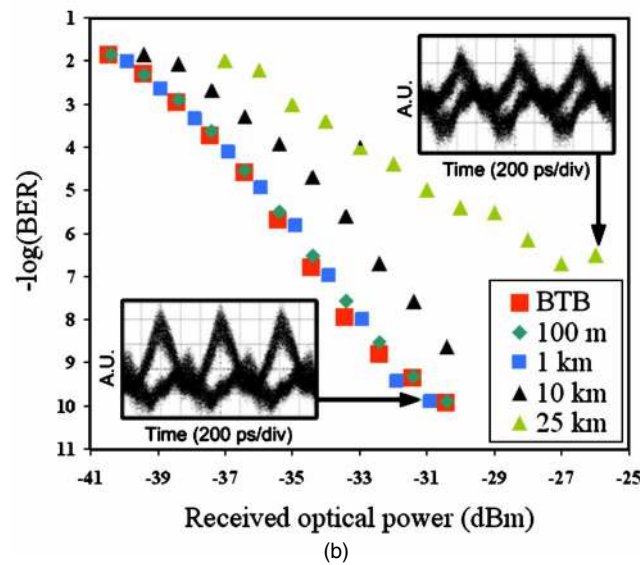 1
2
3
4
5
6
7
8
9
10
11
-log(BER)
A.U.
Time (200 ps/div)
A.U.
Time (200 ps/div)
BTB
100 m
1 km
10 km
25 km
-41 -39 -37 -35 -33 -31 -29 -27 -25
Received optical power (dBm)
(b)